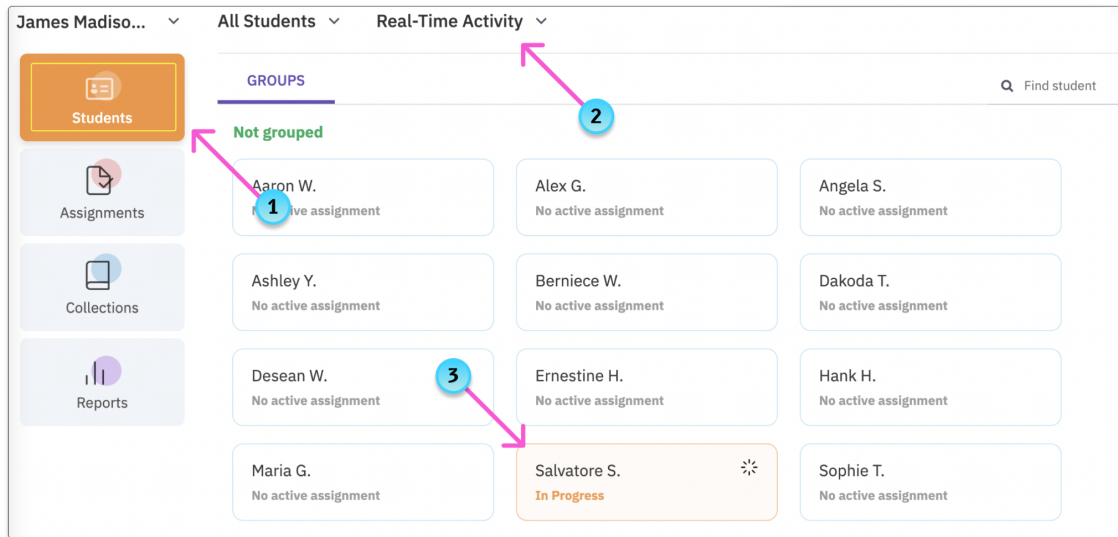 James Madiso... All Students Real-Time Activity
Students
Assignments
Collections
Reports
GROUPS
Find student
Not grouped
Aaron W. Alex G. Angela S.
assignment No active assignment No active assignment
Ashley Y. Berniece W. Dakoda T.
No active assignment No active assignment No active assignment
Desean W. Ernestine H. Hank H.
No active assignment No active assignment No active assignment
Maria G. Salvatore S. Sophie T.
No active assignment In Progress No active assignment
1
2
3